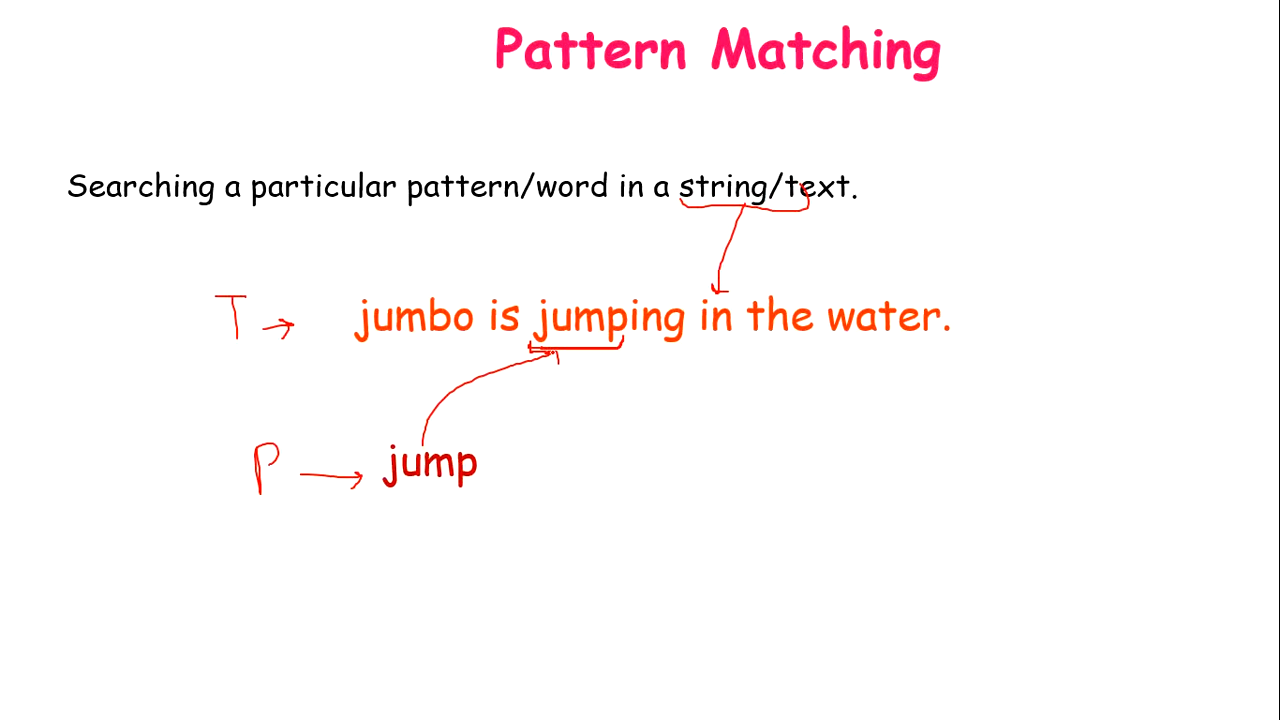 Pattern Matching
Searching a particular pattern/word in a string/text.
T → jumbo is jumping in the water.
P → jump